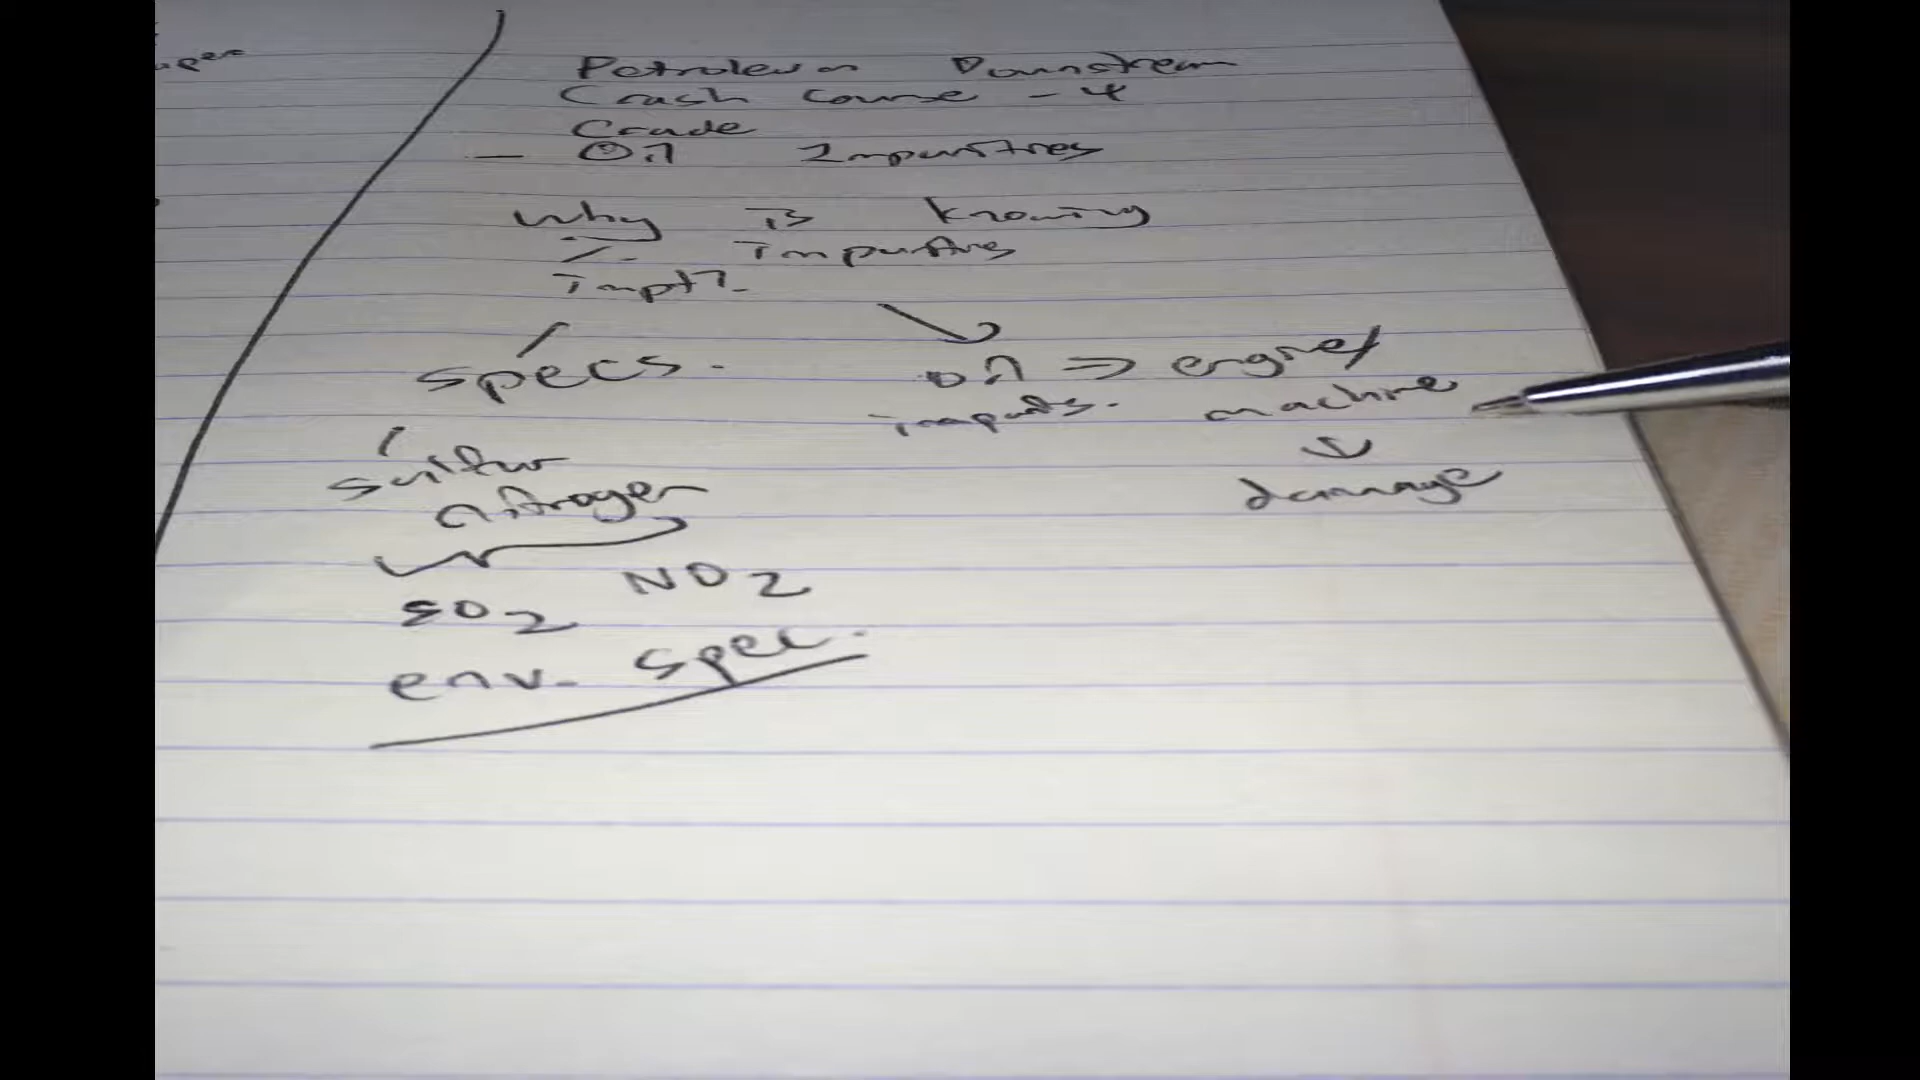 Petroleum Downstream
Crash course - 4
Crude
- Oil Impurities
Why is knowing
%. impurities
impt?
specs.
sulfur
nitrogen
SO2 NO2
env. spec.
oil => engine/
impurts. machine
damage